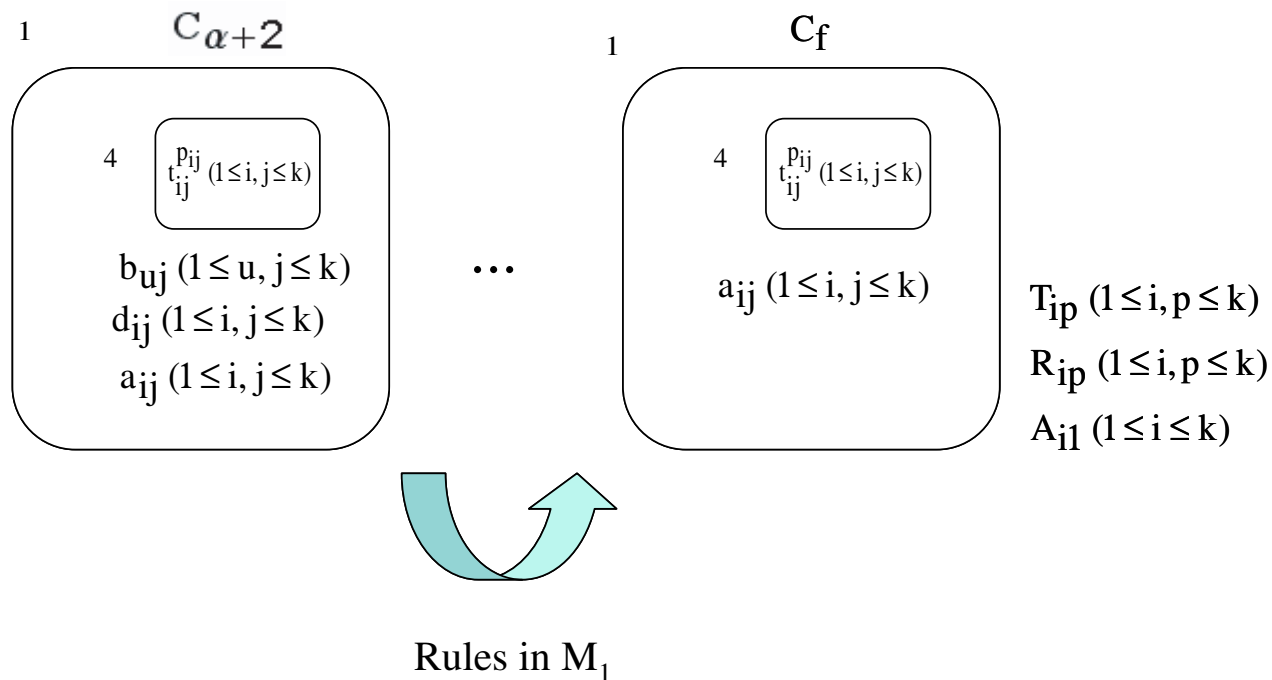 1
C_{α+2}
4
t_{ij}^{p_{ij}} (1≤i, j≤k)
b_{uj} (1≤u, j≤k)
d_{ij} (1≤i, j≤k)
a_{ij} (1≤i, j≤k)
...
1
C_f
4
t_{ij}^{p_{ij}} (1≤i, j≤k)
a_{ij} (1≤i, j≤k)
T_{ip} (1≤i, p≤k)
R_{ip} (1≤i, p≤k)
A_{i1} (1≤i≤k)
Rules in M_1